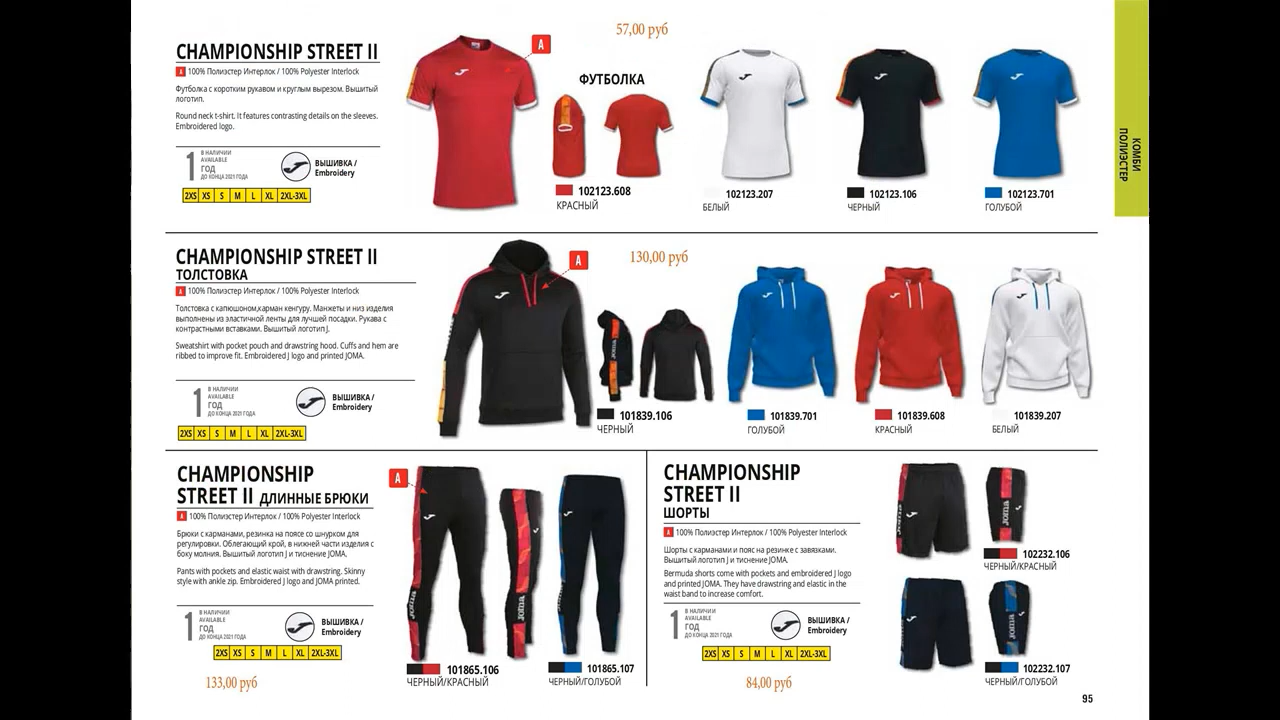 57,00 руб
CHAMPIONSHIP STREET II
A 100% Полиэстер Интерлок / 100% Polyester Interlock
Футболка с коротким рукавом и круглым вырезом. Вышитый
логотип.
Round neck t-shirt. It features contrasting details on the sleeves.
Embroidered logo.
1
В НАЛИЧИИ
AVAILABLE
ГОД
ДО КОНЦА 2021 ГОДА
ВЫШИВКА /
Embroidery
2XS XS S M L XL 2XL-3XL
A
ФУТБОЛКА
102123.608
КРАСНЫЙ
102123.207
БЕЛЫЙ
102123.106
ЧЕРНЫЙ
102123.701
ГОЛУБОЙ
КОМБИ
ПОЛИЭСТЕР
CHAMPIONSHIP STREET II
ТОЛСТОВКА
A 100% Полиэстер Интерлок / 100% Polyester Interlock
Толстовка с капюшоном,карман кенгуру. Манжеты и низ изделия
выполнены из эластичной ленты для лучшей посадки. Рукава с
контрастными вставками. Вышитый логотип J.
Sweatshirt with pocket pouch and drawstring hood. Cuffs and hem are
ribbed to improve fit. Embroidered J logo and printed JOMA.
1
В НАЛИЧИИ
AVAILABLE
ГОД
ДО КОНЦА 2021 ГОДА
ВЫШИВКА /
Embroidery
2XS XS S M L XL 2XL-3XL
A
130,00 руб
101839.106
ЧЕРНЫЙ
101839.701
ГОЛУБОЙ
101839.608
КРАСНЫЙ
101839.207
БЕЛЫЙ
CHAMPIONSHIP
STREET II ДЛИННЫЕ БРЮКИ
A 100% Полиэстер Интерлок / 100% Polyester Interlock
Брюки с карманами, резинка на поясе со шнурком для
регулировки. Облегающий крой, в нижней части изделия с
боку молния. Вышитый логотип J и тиснение JOMA.
Pants with pockets and elastic waist with drawstring. Skinny
style with ankle zip. Embroidered J logo and JOMA printed.
1
В НАЛИЧИИ
AVAILABLE
ГОД
ДО КОНЦА 2021 ГОДА
ВЫШИВКА /
Embroidery
2XS XS S M L XL 2XL-3XL
133,00 руб
A
Joma
Joma
Joma
101865.106
ЧЕРНЫЙ/КРАСНЫЙ
101865.107
ЧЕРНЫЙ/ГОЛУБОЙ
CHAMPIONSHIP
STREET II
ШОРТЫ
A 100% Полиэстер Интерлок / 100% Polyester Interlock
Шорты с карманами и пояс на резинке с завязками.
Вышитый логотип J и тиснение JOMA.
Bermuda shorts come with pockets and embroidered J logo
and printed JOMA. They have drawstring and elastic in the
waist band to increase comfort.
1
В НАЛИЧИИ
AVAILABLE
ГОД
ДО КОНЦА 2021 ГОДА
ВЫШИВКА /
Embroidery
2XS XS S M L XL 2XL-3XL
84,00 руб
Joma
Joma
102232.106
ЧЕРНЫЙ/КРАСНЫЙ
Joma
102232.107
ЧЕРНЫЙ/ГОЛУБОЙ
95